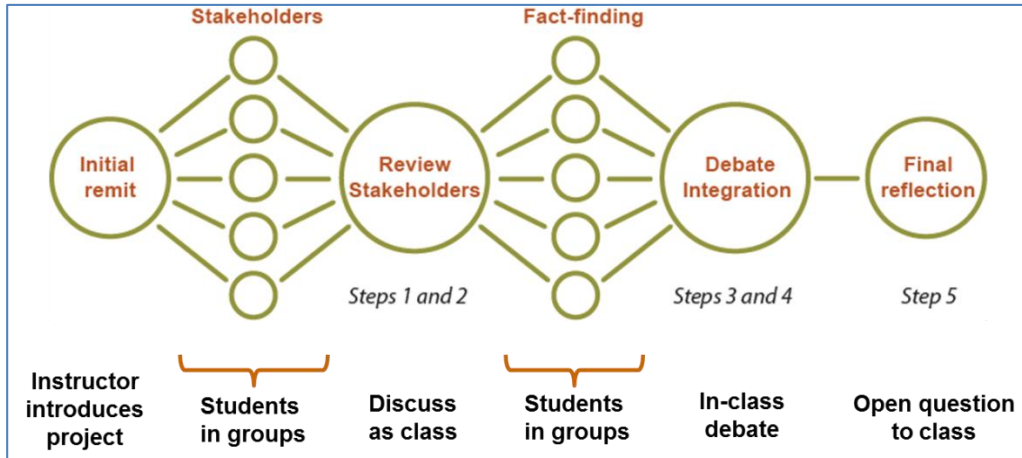 Stakeholders
Fact-finding
Initial
remit
Review
Stakeholders
Debate
Integration
Final
reflection
Steps 1 and 2
Steps 3 and 4
Step 5
Instructor
introduces
project
Students
in groups
Discuss
as class
Students
in groups
In-class
debate
Open question
to class